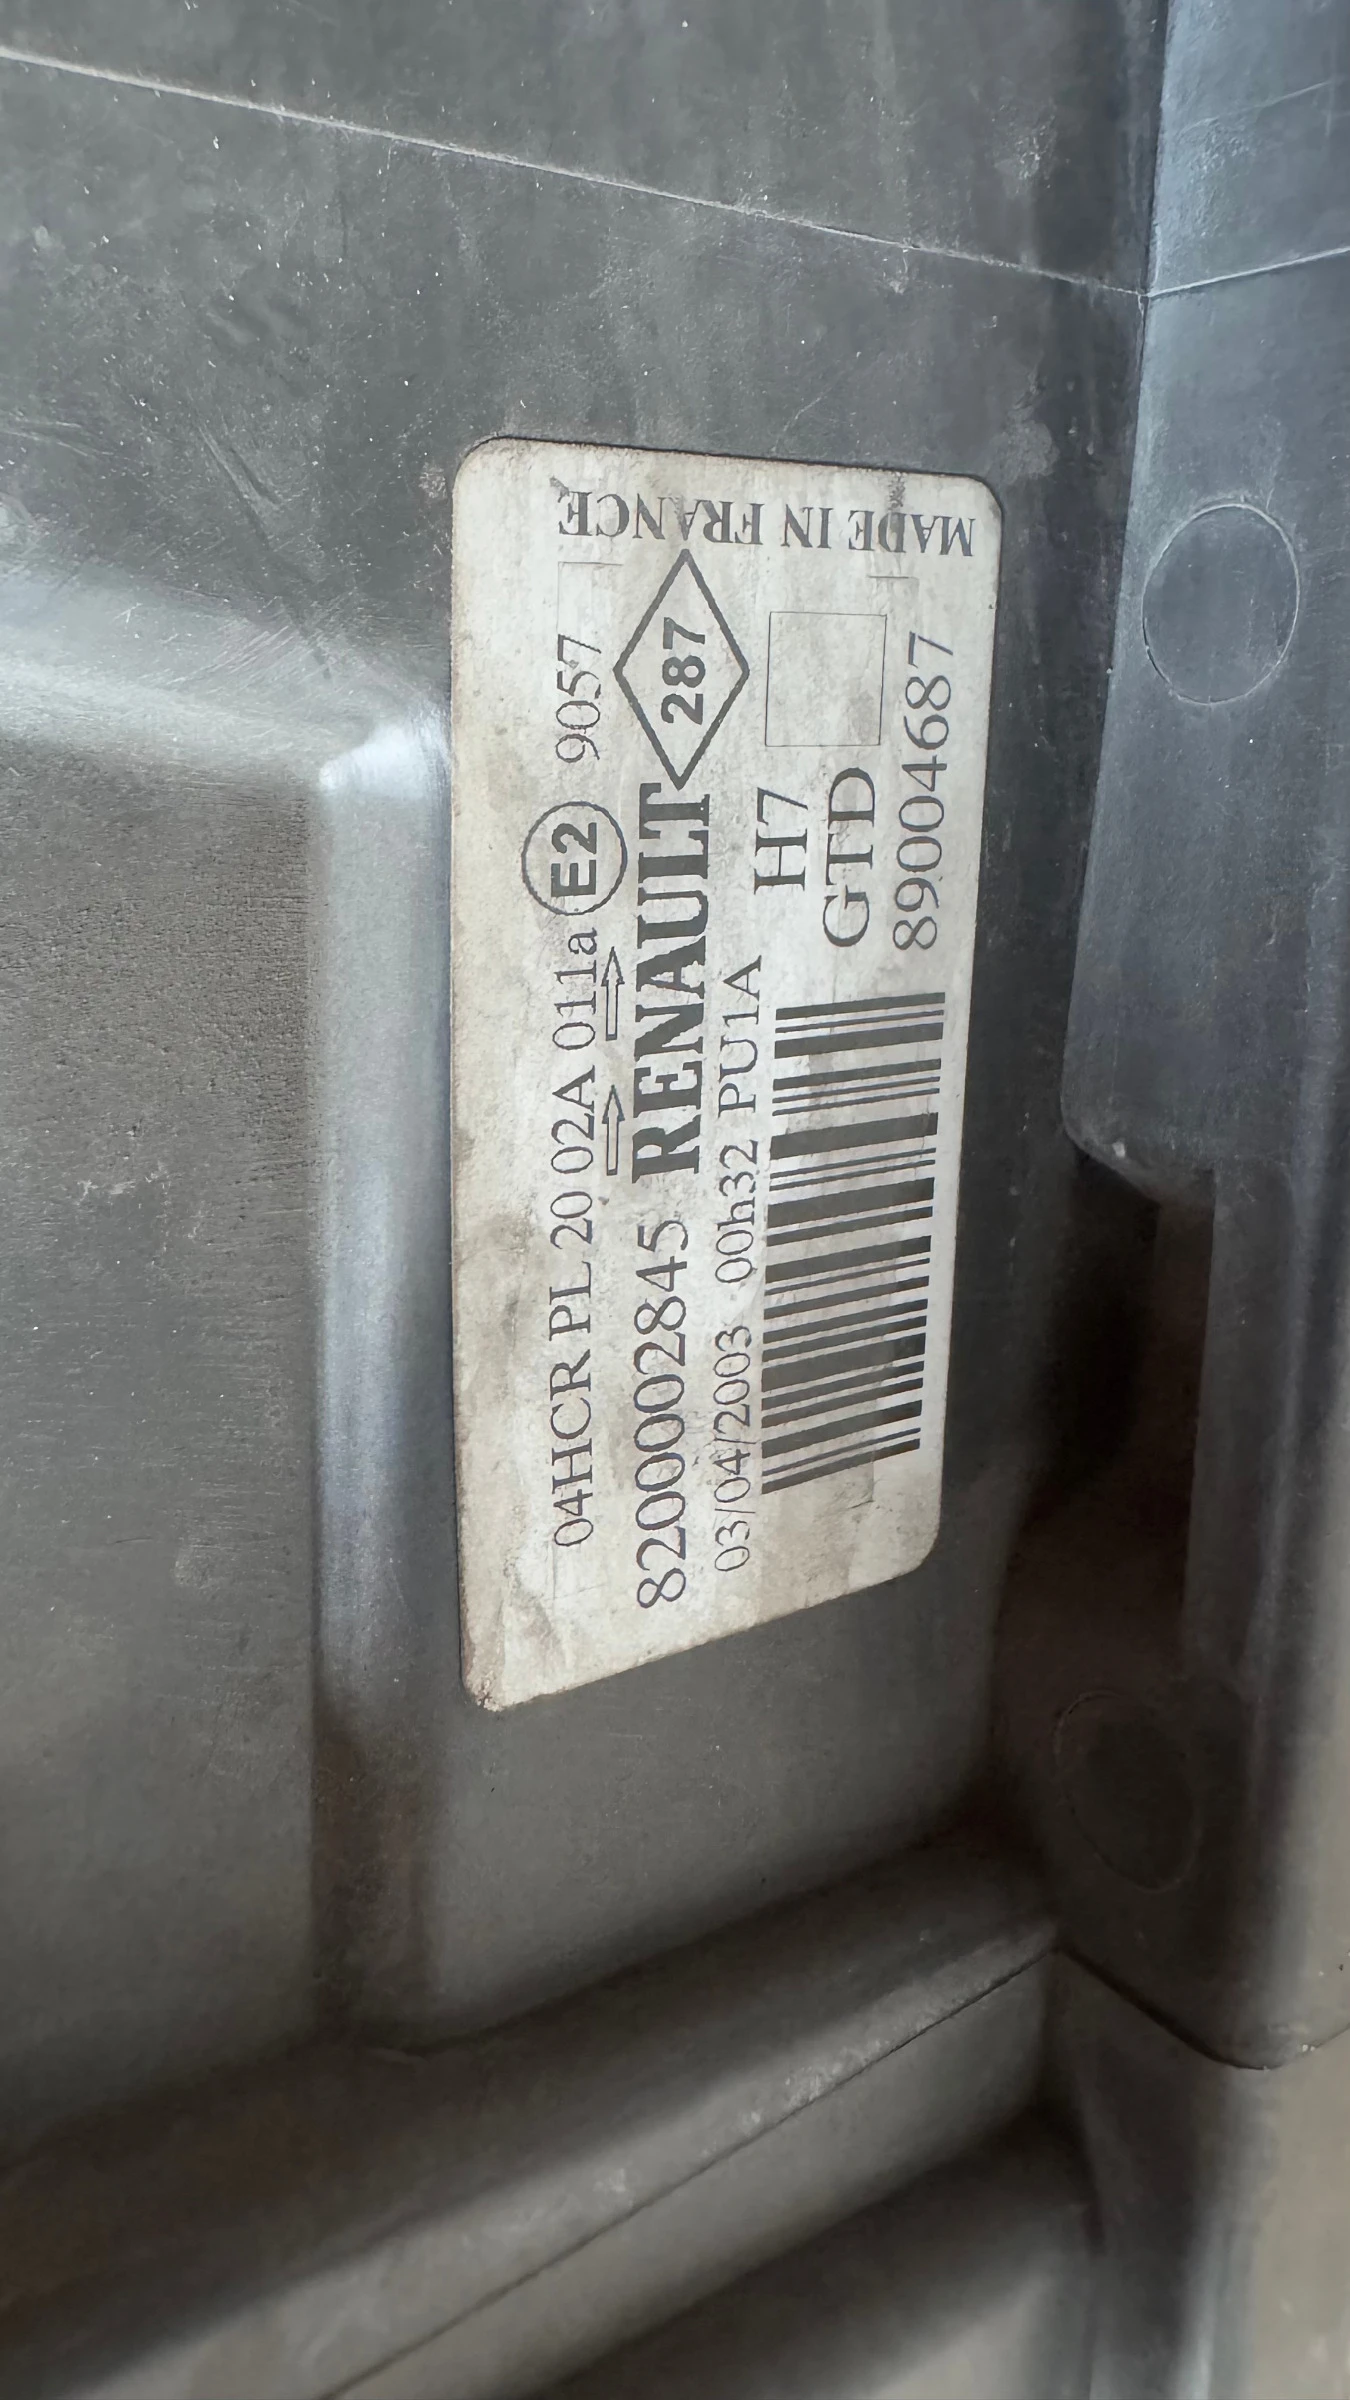 04HCR PL 20 02A 011a E2 9057
8200002845 RENAULT 287
03/04/2003 00h32 PU1A
H7
GTD
89004687
MADE IN FRANCE